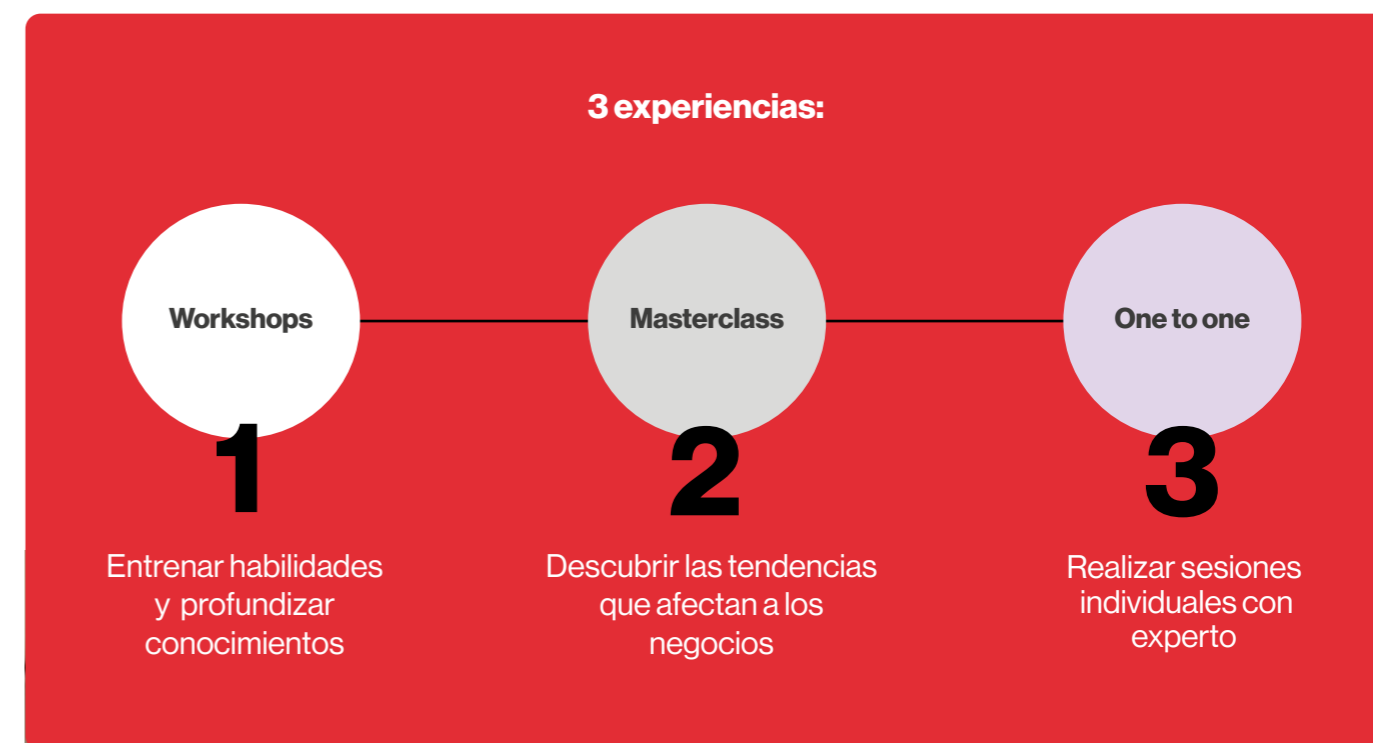 3 experiencias:
Workshops
1
Entrenar habilidades
y profundizar
conocimientos
Masterclass
2
Descubrir las tendencias
que afectan a los
negocios
One to one
3
Realizar sesiones
individuales con
experto